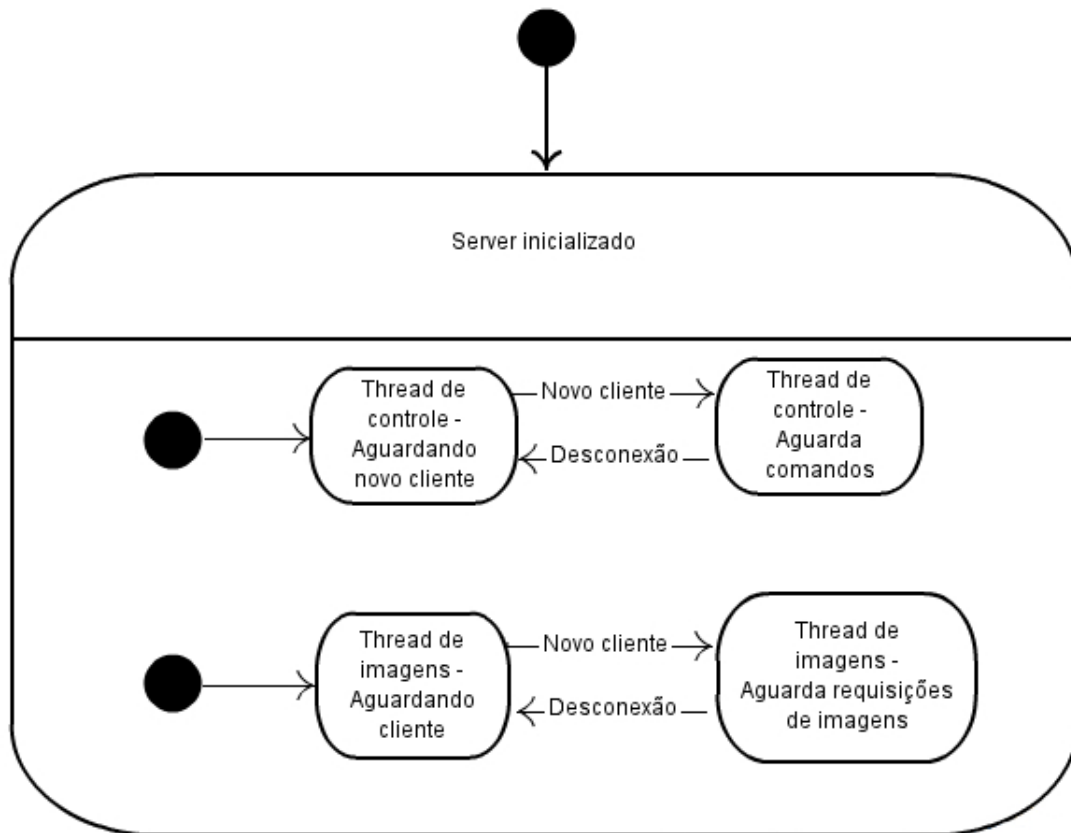 Server inicializado
Thread de
controle -
Aguardando
novo cliente
Novo cliente
Desconexão
Thread de
controle -
Aguarda
comandos
Thread de
imagens -
Aguardando
cliente
Novo cliente
Desconexão
Thread de
imagens -
Aguarda requisições
de imagens